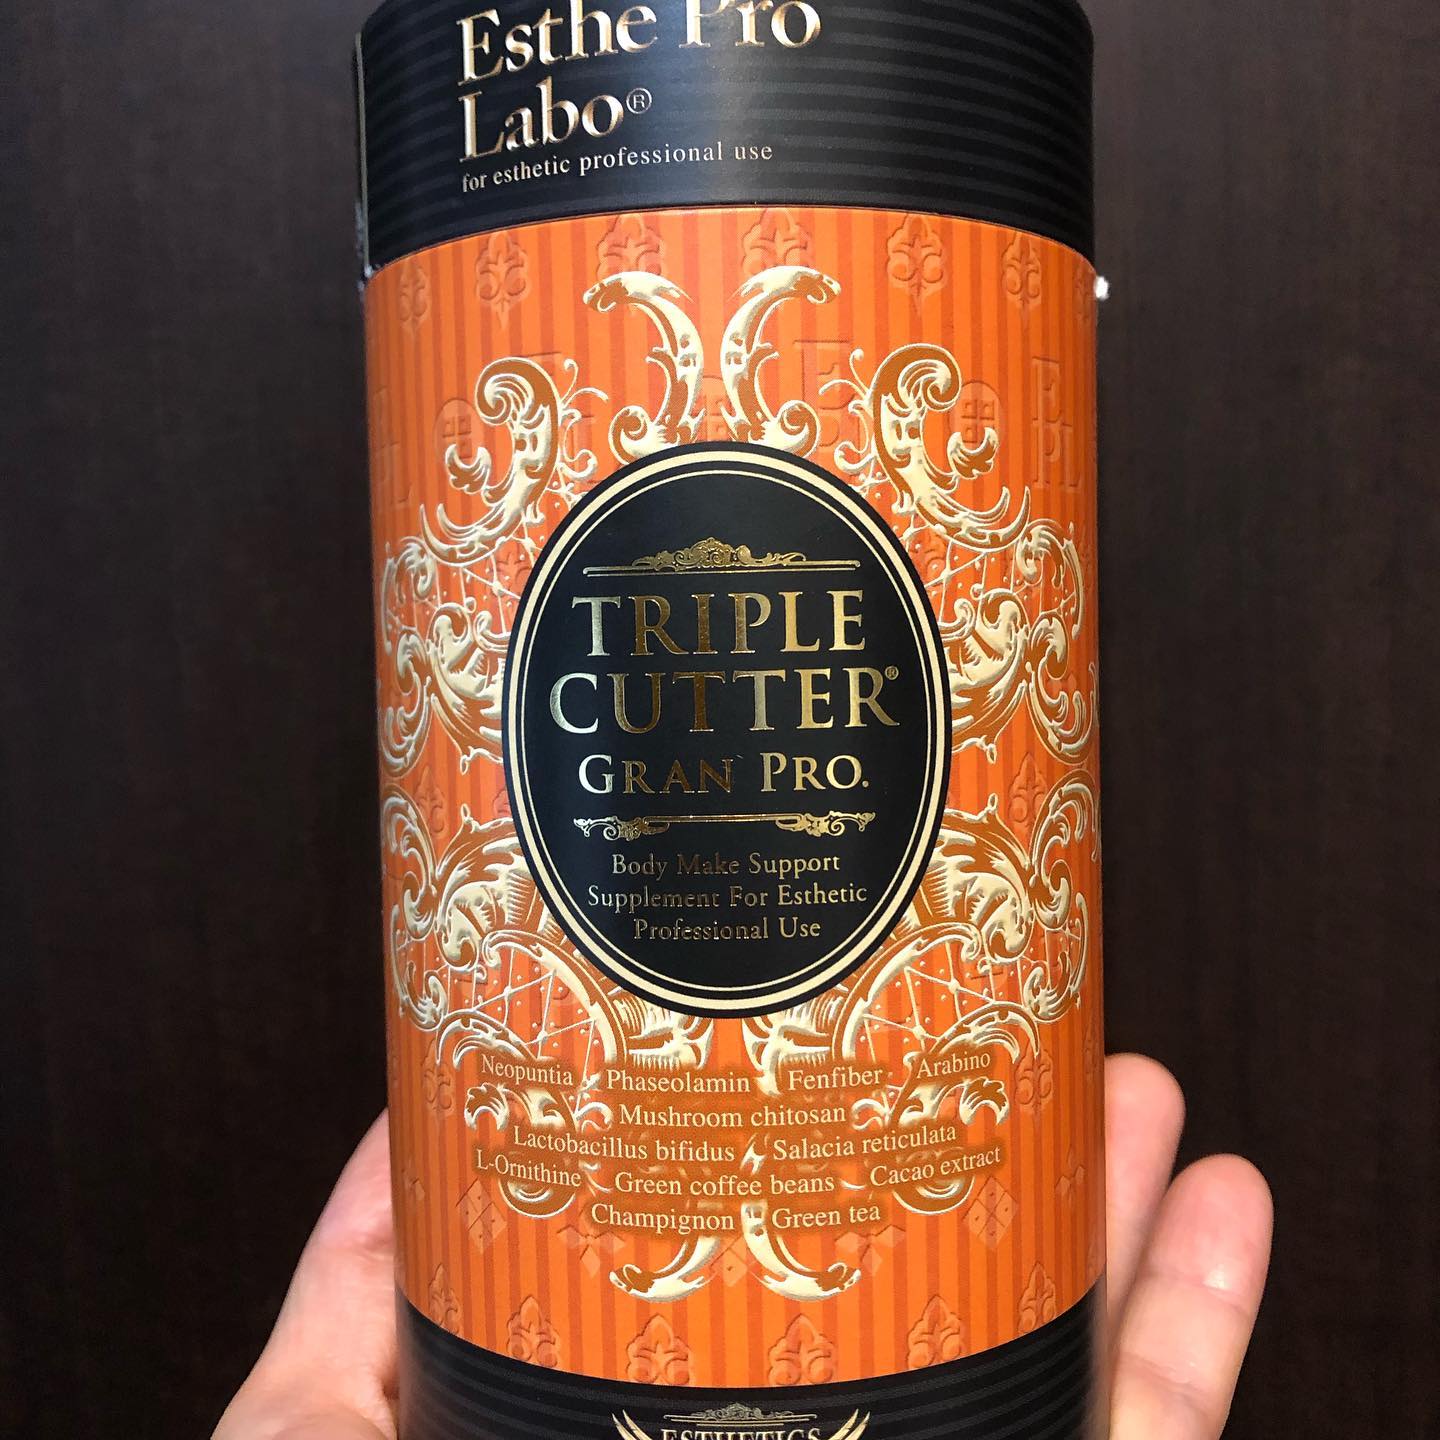 Esthe Pro
Labo®
for esthetic professional use
TRIPLE
CUTTER®
GRAN PRO.
Body Make Support
Supplement For Esthetic
Professional Use
Neopuntia Phaseolamin Fenfiber Arabino
Mushroom chitosan
Lactobacillus bifidus Salacia reticulata
L-Ornithine Green coffee beans Cacao extract
Champignon Green tea
ESTHETICS